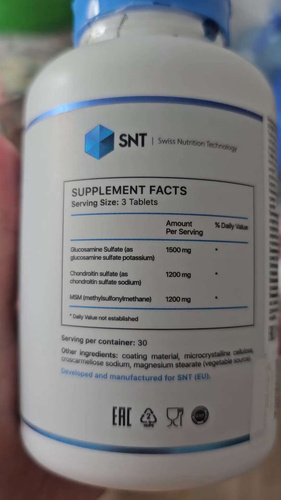 SNT | Swiss Nutrition Technology
SUPPLEMENT FACTS
Serving Size: 3 Tablets
Amount Per Serving % Daily Value
Glucosamine Sulfate (as
glucosamine sulfate potassium) 1500 mg *
Chondroitin sulfate (as
chondroitin sulfate sodium) 1200 mg *
MSM (methylsulfonylmethane) 1200 mg *
* Daily Value not established
Serving per container: 30
Other ingredients: coating material, microcrystalline cellulose,
croscarmellose sodium, magnesium stearate (vegetable source).
Developed and manufactured for SNT (EU).
EAC